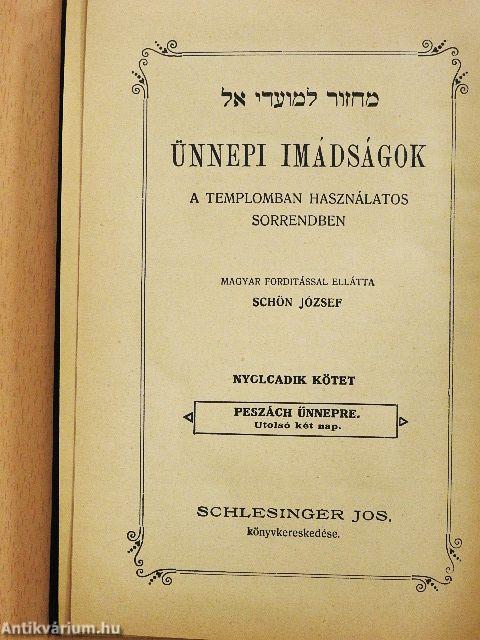 מחזור למועדי אל
ÜNNEPI IMÁDSÁGOK
A TEMPLOMBAN HASZNÁLATOS
SORRENDBEN
MAGYAR FORDITÁSSAL ELLÁTTA
SCHÖN JÓZSEF
NYOLCADIK KÖTET
PESZÁCH ÜNNEPRE.
Utolsó két nap.
SCHLESINGER JOS.
könyvkereskedése.
Antikvárium.hu